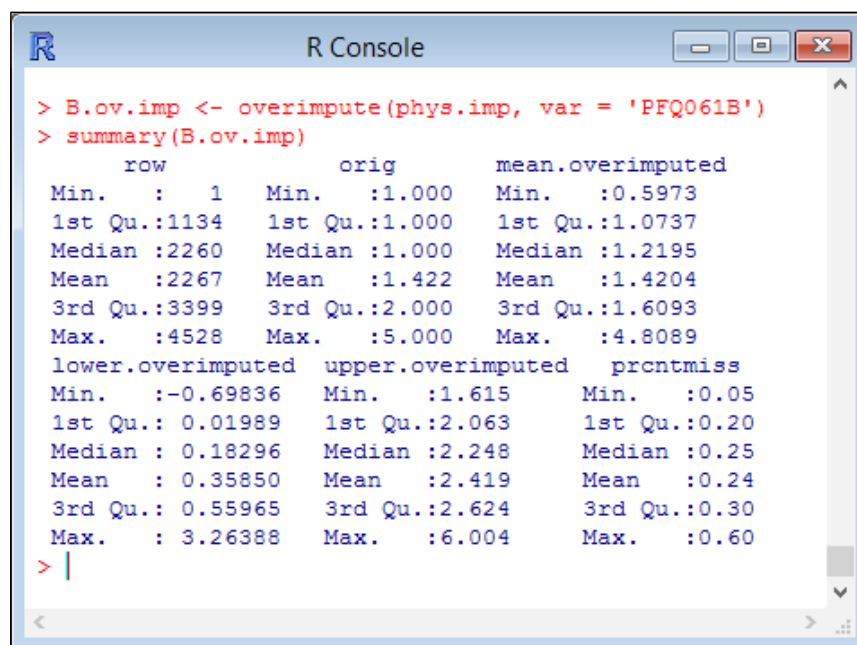 R Console
> B.ov.imp <- overimpute(phys.imp, var = 'PFQ061B')
> summary(B.ov.imp)
row orig mean.overimputed
Min. : 1 Min. :1.000 Min. :0.5973
1st Qu.:1134 1st Qu.:1.000 1st Qu.:1.0737
Median :2260 Median :1.000 Median :1.2195
Mean :2267 Mean :1.422 Mean :1.4204
3rd Qu.:3399 3rd Qu.:2.000 3rd Qu.:1.6093
Max. :4528 Max. :5.000 Max. :4.8089
lower.overimputed upper.overimputed prcntmiss
Min. :-0.69836 Min. :1.615 Min. :0.05
1st Qu.: 0.01989 1st Qu.:2.063 1st Qu.:0.20
Median : 0.18296 Median :2.248 Median :0.25
Mean : 0.35850 Mean :2.419 Mean :0.24
3rd Qu.: 0.55965 3rd Qu.:2.624 3rd Qu.:0.30
Max. : 3.26388 Max. :6.004 Max. :0.60
>